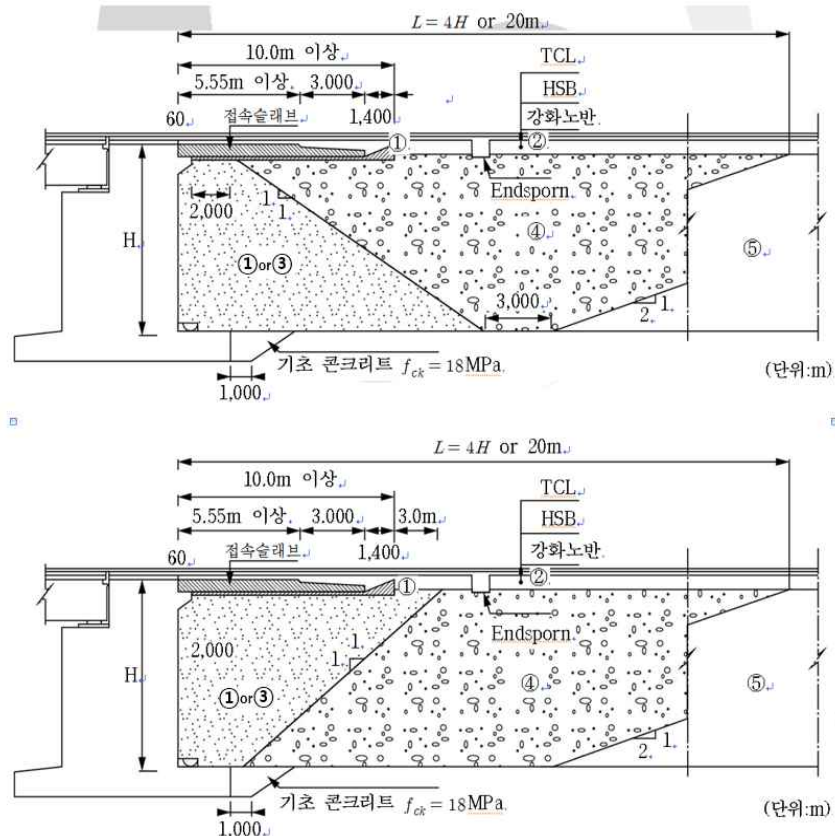 L = 4H or 20m
10.0m 이상
5.55m 이상 3.000
60 접속슬래브 1,400 ①
TCL
HSB
강화노반
②
Endsporn
2,000
1
1
H
①or③
④
⑤
3,000
1
2
기초 콘크리트 fck = 18MPa.
1,000
(단위:m)
L = 4H or 20m
10.0m 이상
5.55m 이상 3.000 3.0m
60 접속슬래브 1,400 ①
TCL
HSB
강화노반
②
Endsporn
2,000
1
1
H
①or③
④
⑤
1
2
기초 콘크리트 fck = 18MPa.
1,000
(단위:m)